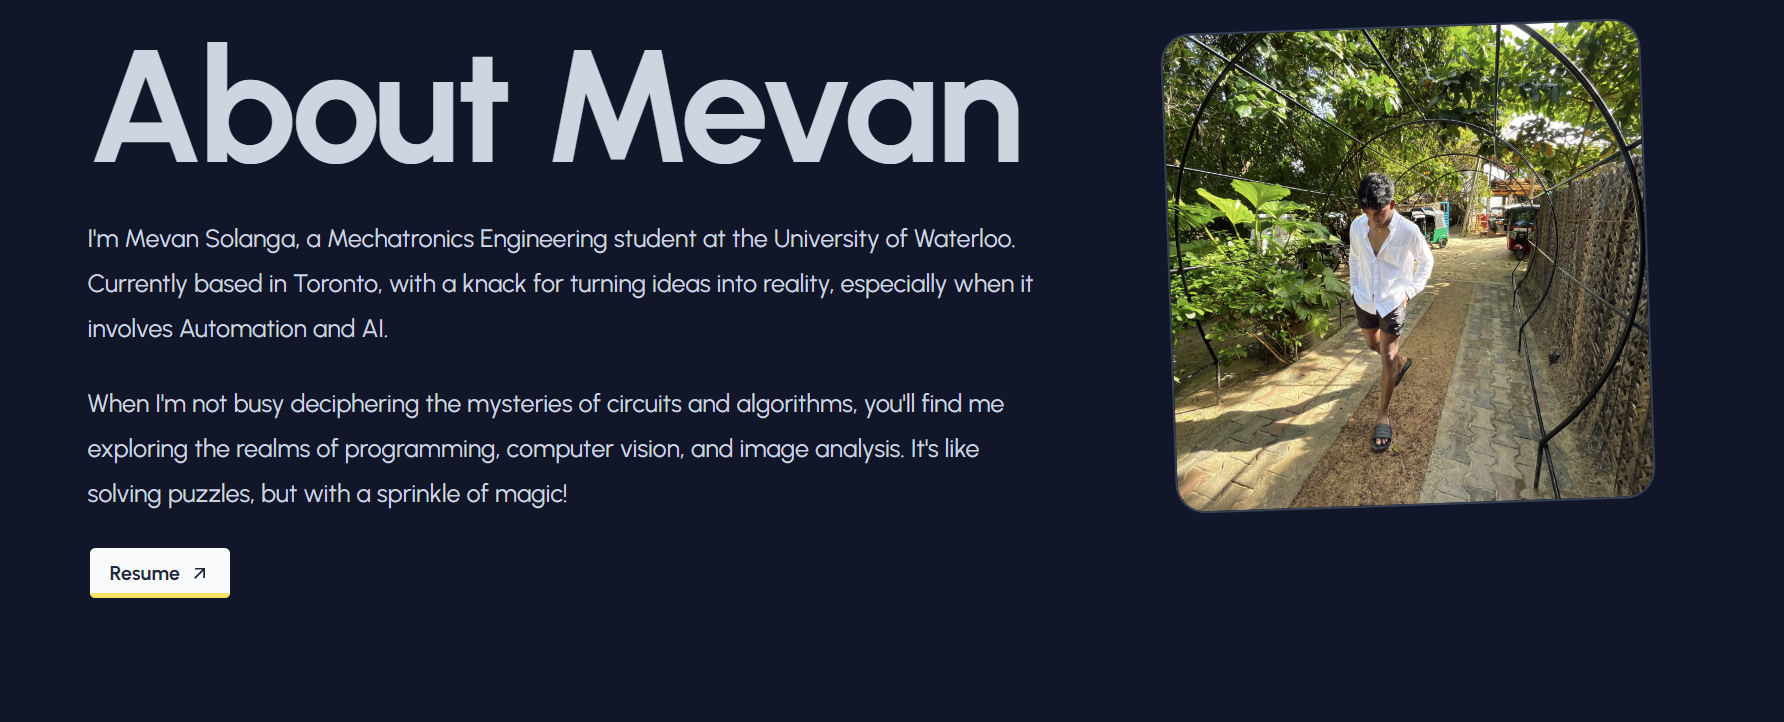 About Mevan
I'm Mevan Solanga, a Mechatronics Engineering student at the University of Waterloo.
Currently based in Toronto, with a knack for turning ideas into reality, especially when it
involves Automation and AI.
When I'm not busy deciphering the mysteries of circuits and algorithms, you'll find me
exploring the realms of programming, computer vision, and image analysis. It's like
solving puzzles, but with a sprinkle of magic!
Resume